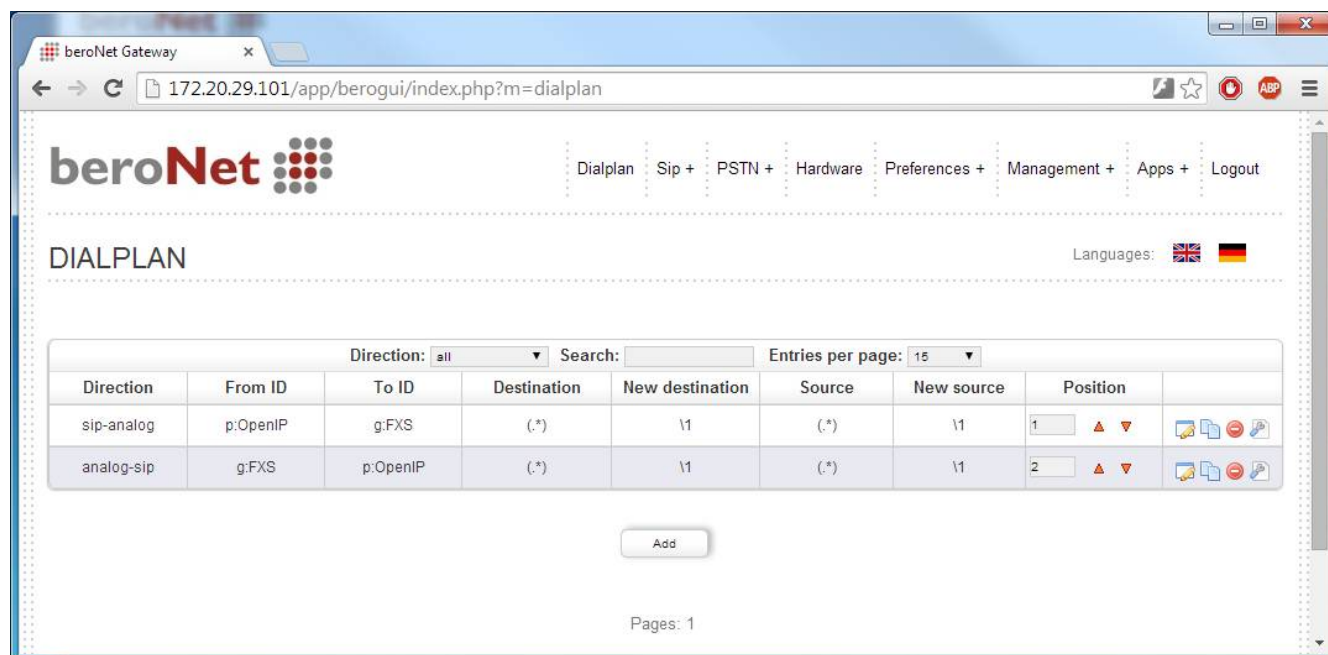 beroNet Gateway
172.20.29.101/app/berogui/index.php?m=dialplan
ABP
beroNet
Dialplan Sip + PSTN + Hardware Preferences + Management + Apps + Logout
DIALPLAN
Languages:
Direction: all Search: Entries per page: 15
Direction From ID To ID Destination New destination Source New source Position
sip-analog p:OpenIP g:FXS (.*) \1 (.*) \1 1
analog-sip g:FXS p:OpenIP (.*) \1 (.*) \1 2
Add
Pages: 1